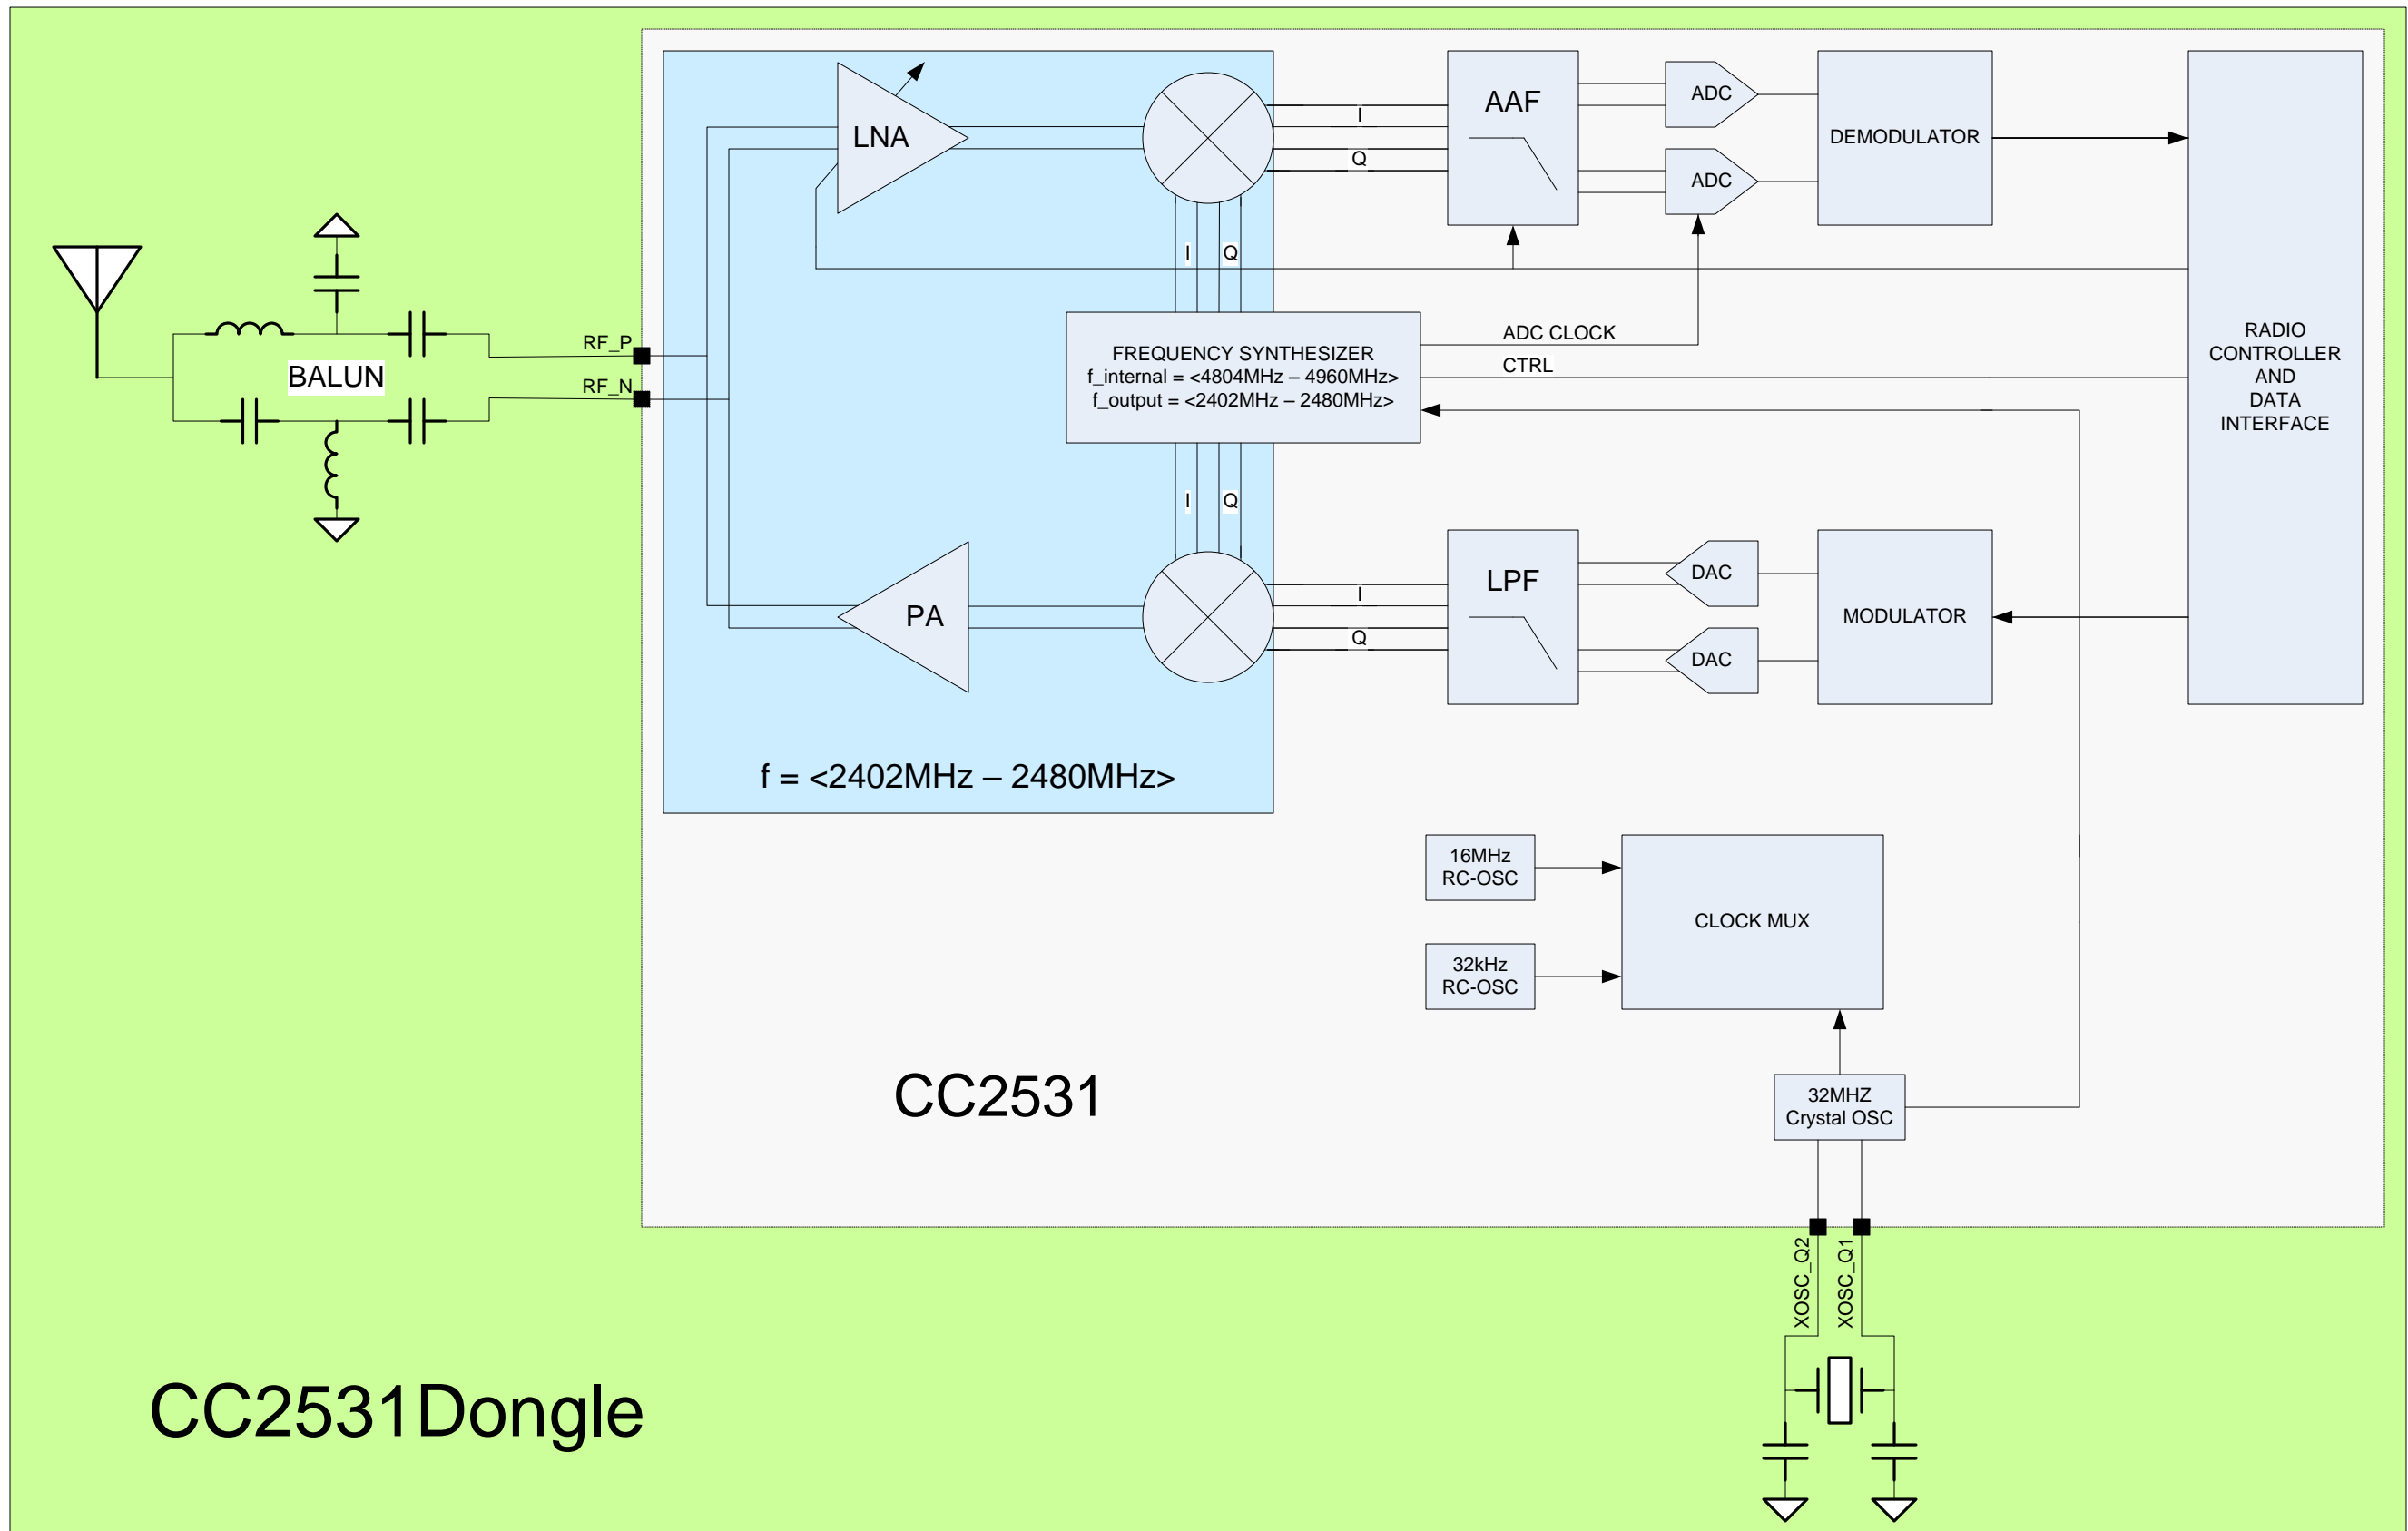 LNA
I
Q
AAF
ADC
ADC
DEMODULATOR
I
Q
RF_P
RF_N
BALUN
FREQUENCY SYNTHESIZER
f_internal = <4804MHz – 4960MHz>
f_output = <2402MHz – 2480MHz>
ADC CLOCK
CTRL
RADIO
CONTROLLER
AND
DATA
INTERFACE
I
Q
PA
I
Q
LPF
DAC
DAC
MODULATOR
f = <2402MHz – 2480MHz>
16MHz
RC-OSC
32kHz
RC-OSC
CLOCK MUX
CC2531
32MHZ
Crystal OSC
XOSC_Q2
XOSC_Q1
CC2531Dongle